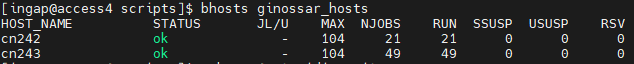 [ingap@access4 scripts]$ bhosts ginossar_hosts
HOST_NAME STATUS JL/U MAX NJOBS RUN SSUSP USUSP RSV
cn242 ok - 104 21 21 0 0 0
cn243 ok - 104 49 49 0 0 0